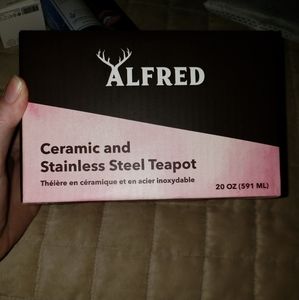 ALFRED
Ceramic and
Stainless Steel Teapot
Théière en céramique et en acier inoxydable
20 OZ (591 ML)